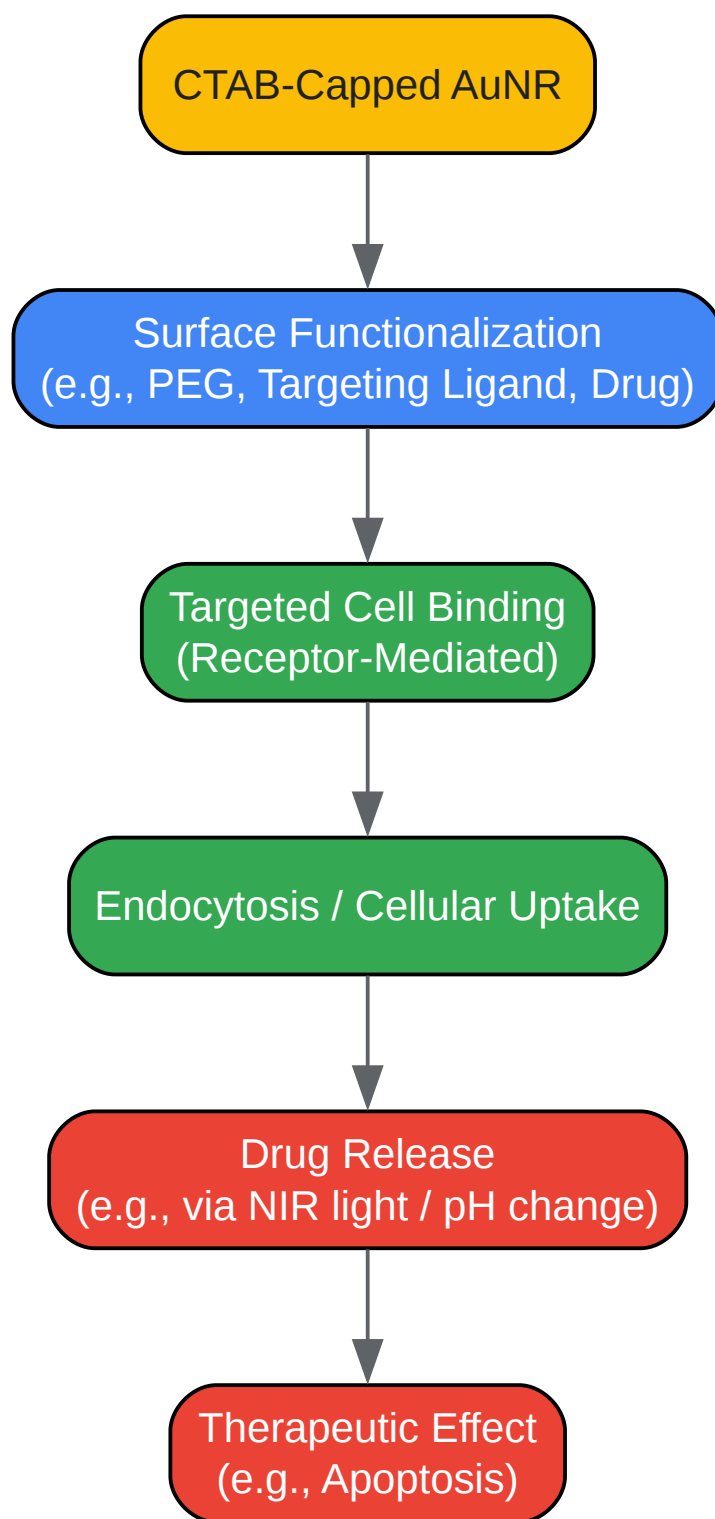 CTAB-Capped AuNR
Surface Functionalization
(e.g., PEG, Targeting Ligand, Drug)
Targeted Cell Binding
(Receptor-Mediated)
Endocytosis / Cellular Uptake
Drug Release
(e.g., via NIR light / pH change)
Therapeutic Effect
(e.g., Apoptosis)